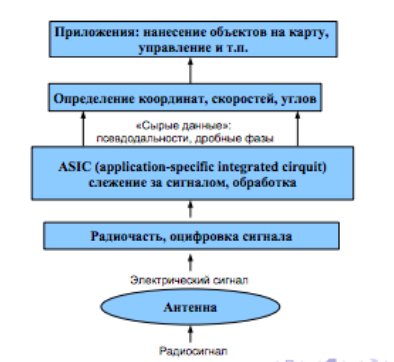 Приложения: нанесение объектов на карту,
управление и т.п.
Определение координат, скоростей, углов
«Сырые данные»:
псевдодальности, дробные фазы
ASIC (application-specific integrated cirquit)
слежение за сигналом, обработка
Радиочасть, оцифровка сигнала
Электрический сигнал
Антенна
Радиосигнал